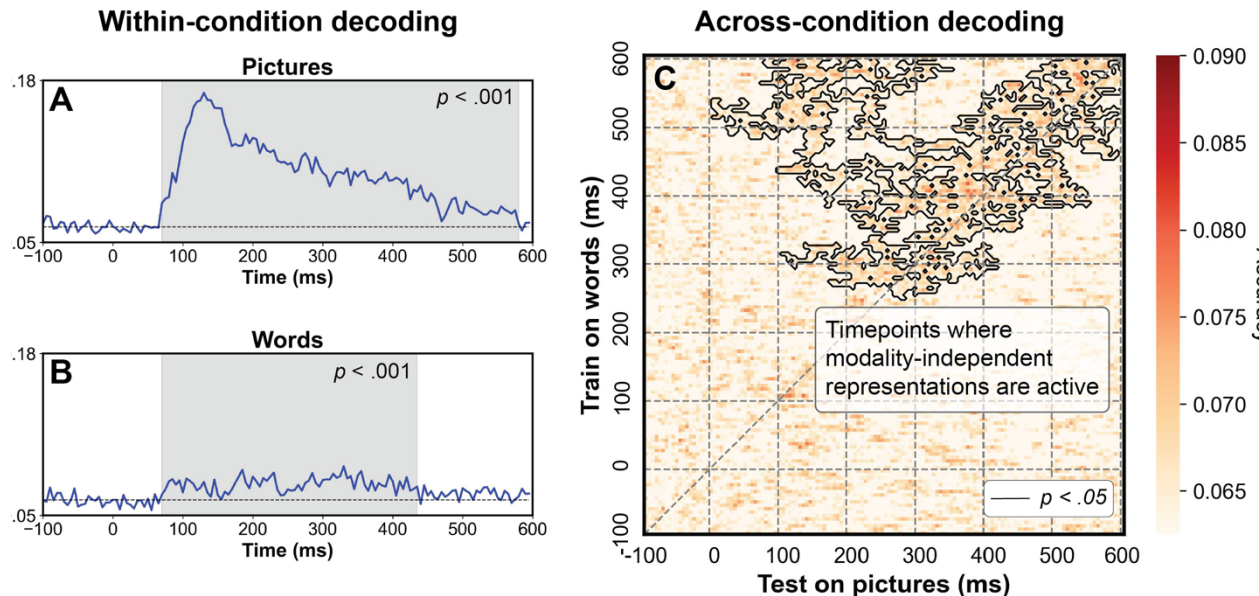 Within-condition decoding
Pictures
A
p < .001
.18
.05
−100 0 100 200 300 400 500 600
Time (ms)
Words
B
p < .001
.18
.05
−100 0 100 200 300 400 500 600
Time (ms)
Across-condition decoding
C
Train on words (ms)
600
500
400
300
200
100
0
-100
Timepoints where
modality-independent
representations are active
p < .05
-100 0 100 200 300 400 500 600
Test on pictures (ms)
0.090
0.085
0.080
0.075
0.070
0.065